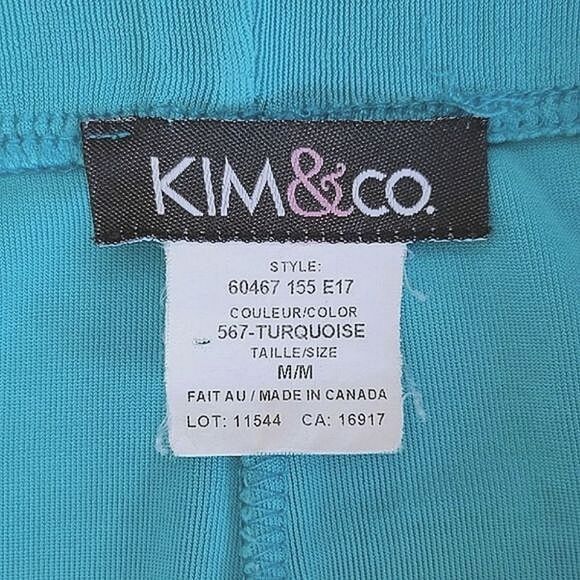 KIM&CO.
STYLE:
60467 155 E17
COULEUR/COLOR
567-TURQUOISE
TAILLE/SIZE
M/M
FAIT AU / MADE IN CANADA
LOT: 11544 CA: 16917